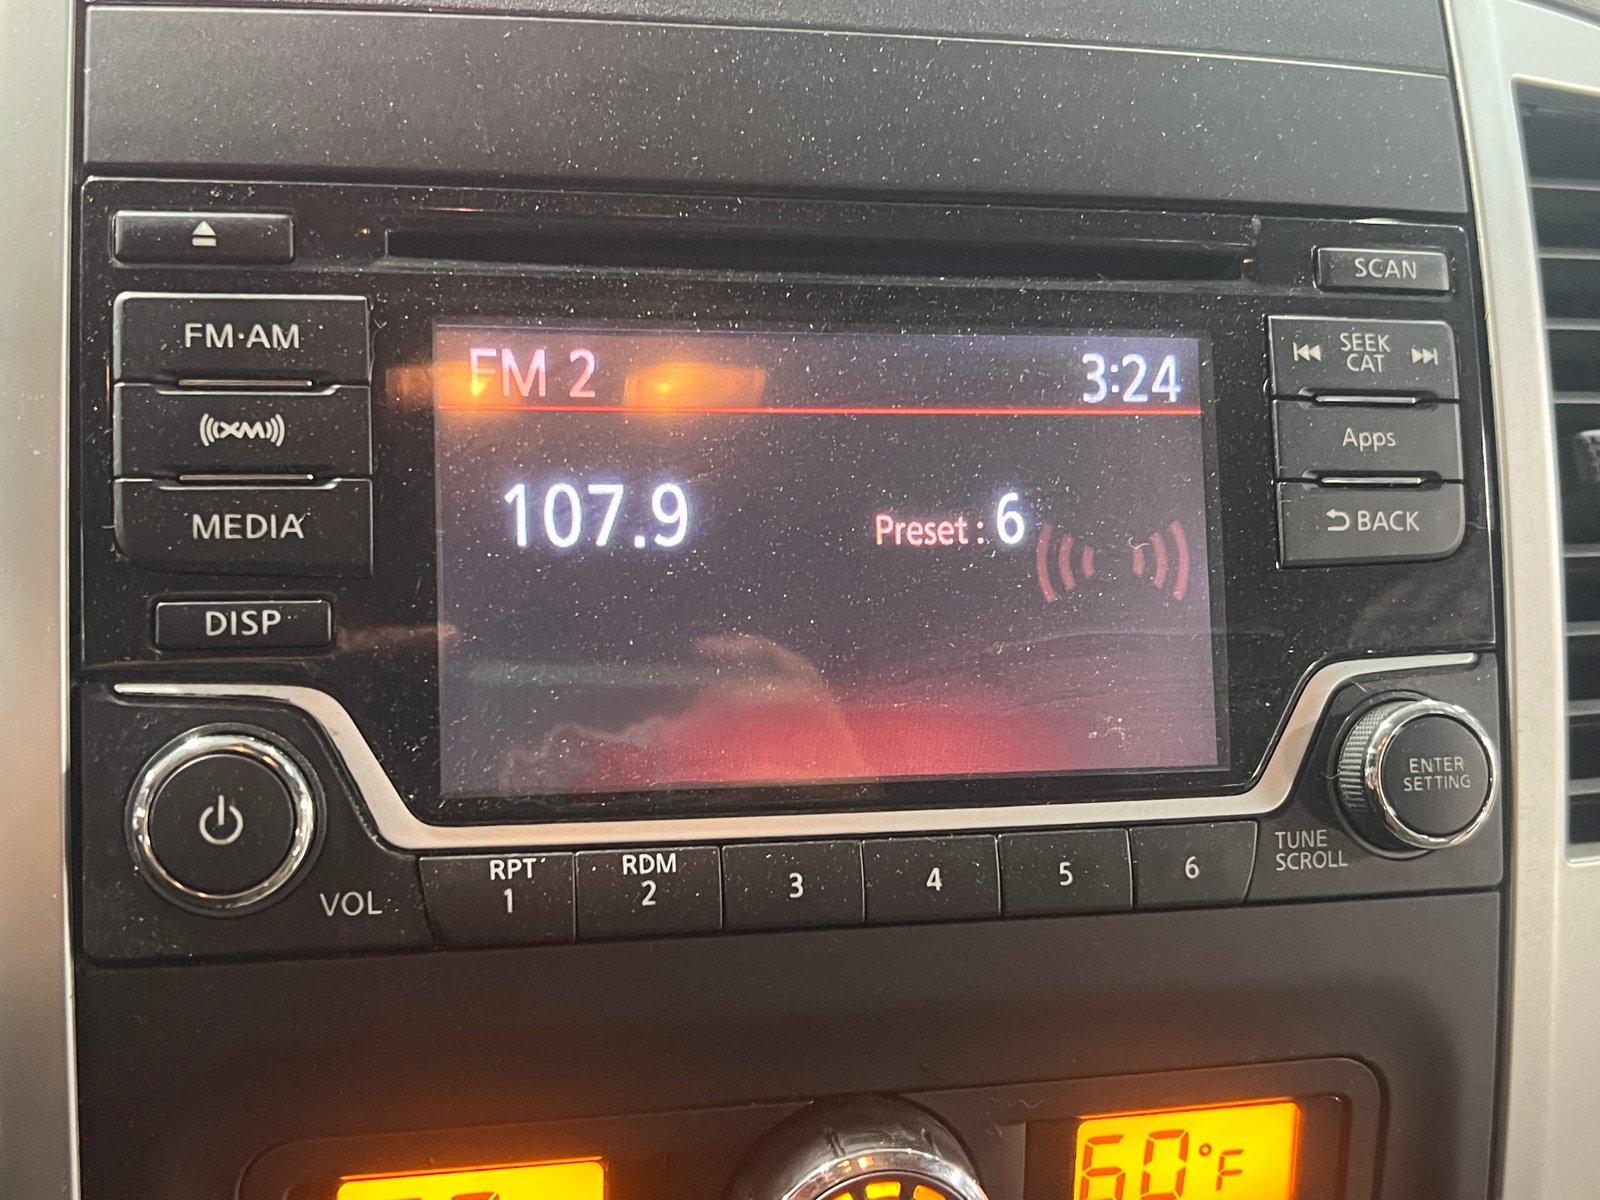 SCAN
FM·AM
XM
MEDIA
DISP
FM 2
3:24
107.9
Preset : 6
SEEK
CAT
Apps
BACK
ENTER
SETTING
TUNE
SCROLL
VOL
RPT
1
RDM
2
3
4
5
6
60°F